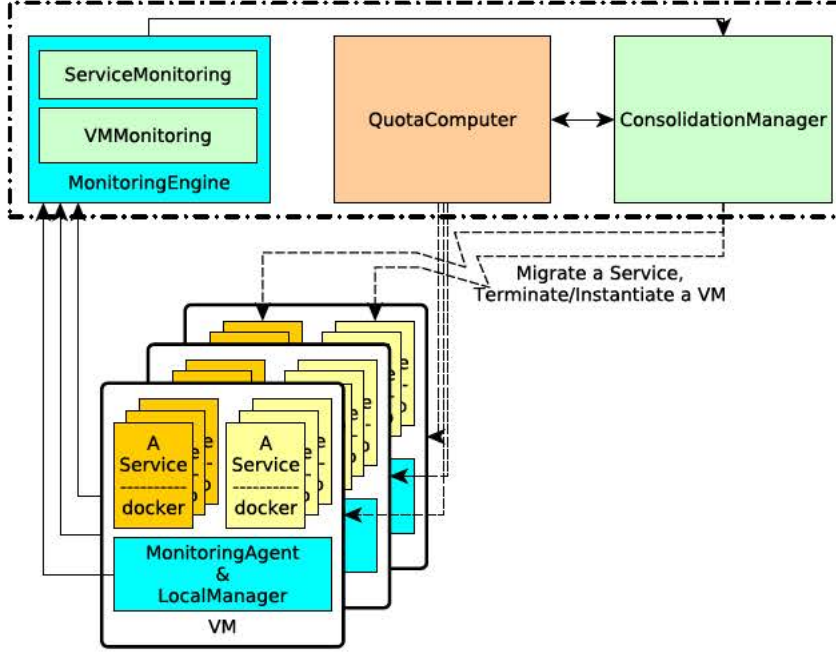 ServiceMonitoring
VMMonitoring
MonitoringEngine
QuotaComputer
ConsolidationManager
Migrate a Service,
Terminate/Instantiate a VM
A
Service
docker
A
Service
docker
MonitoringAgent
&
LocalManager
VM